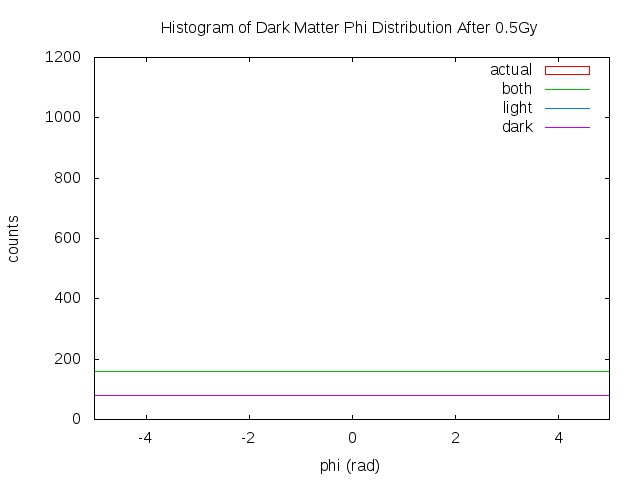 Histogram of Dark Matter Phi Distribution After 0.5Gy
1200
1000
800
600
400
200
0
counts
actual
both
light
dark
-4
-2
0
2
4
phi (rad)